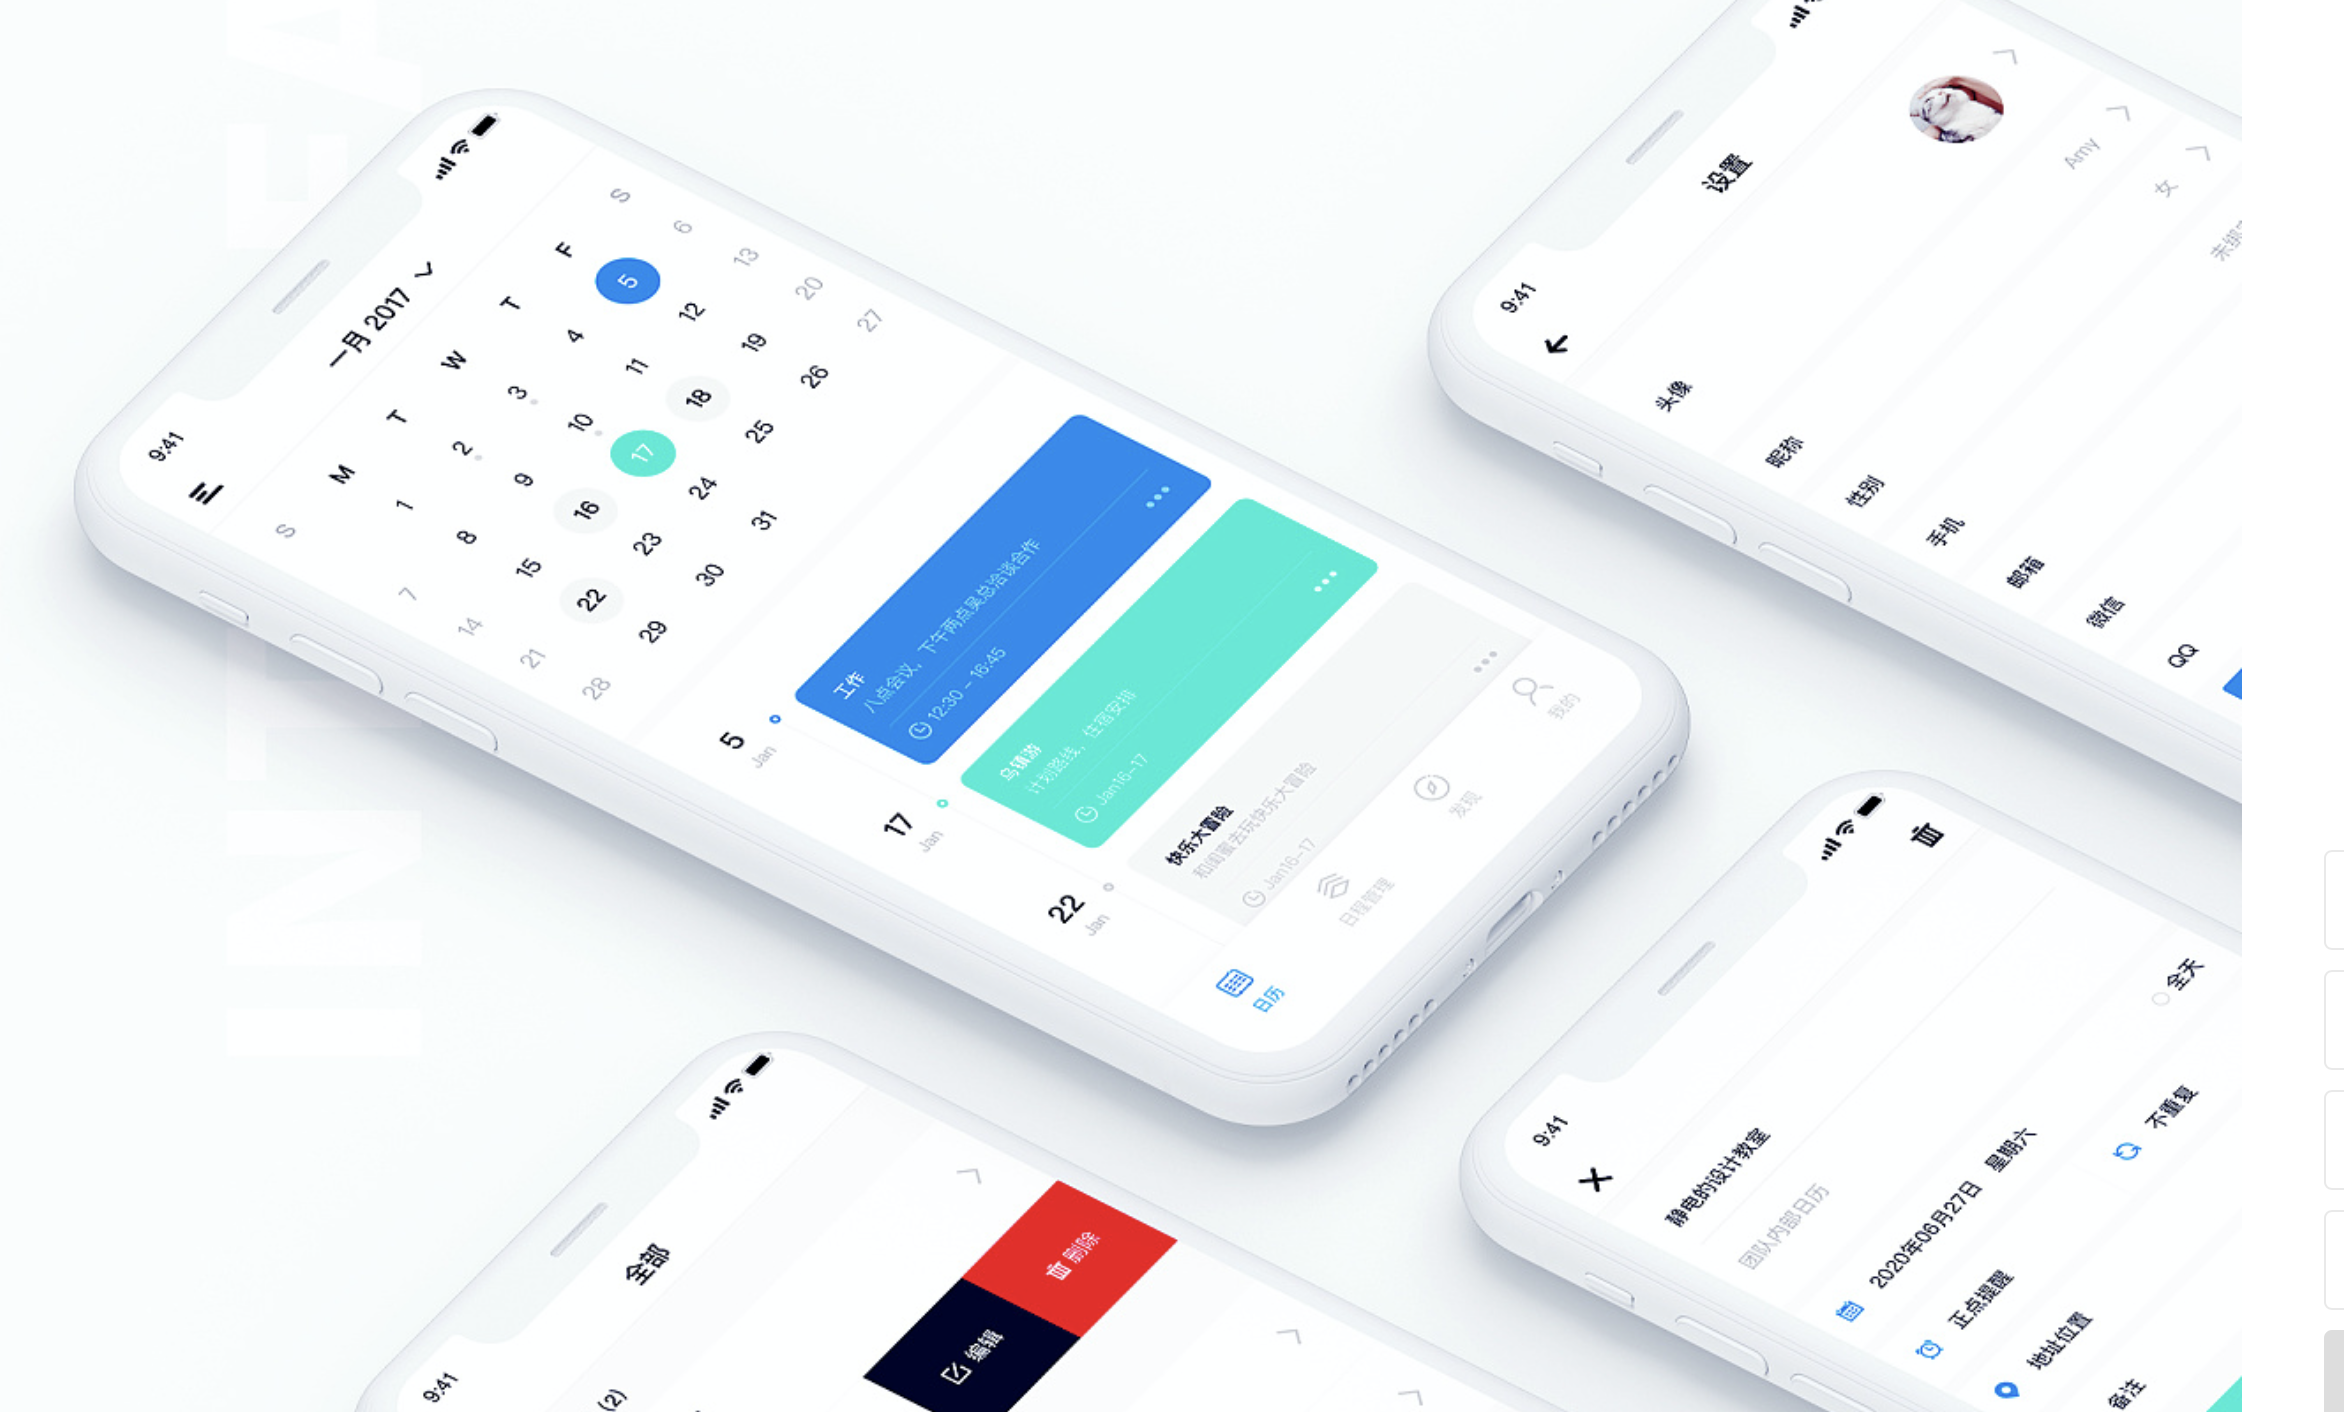 9:41
一月 2017
S M T W T F S
1 2 3 4 5 6
7 8 9 10 11 12 13
14 15 16 17 18 19 20
21 22 23 24 25 26 27
28 29 30 31
5
Jan
工作
八点会议，下午两点吴总洽谈合作
12:30 - 16:45
17
Jan
乌镇游
计划路线，住宿安排
Jan16-17
22
Jan
快乐大冒险
和闺蜜去玩快乐大冒险
Jan16-17
日历
日程管理
发现
我的
9:41
设置
头像
昵称
Amy
性别
女
手机
未绑
邮箱
微信
QQ
9:41
全部
(2)
编辑
删除
9:41
静电的设计教室
团队内部日历
2020年06月27日 星期六
全天
正点提醒
不重复
地址位置
备注